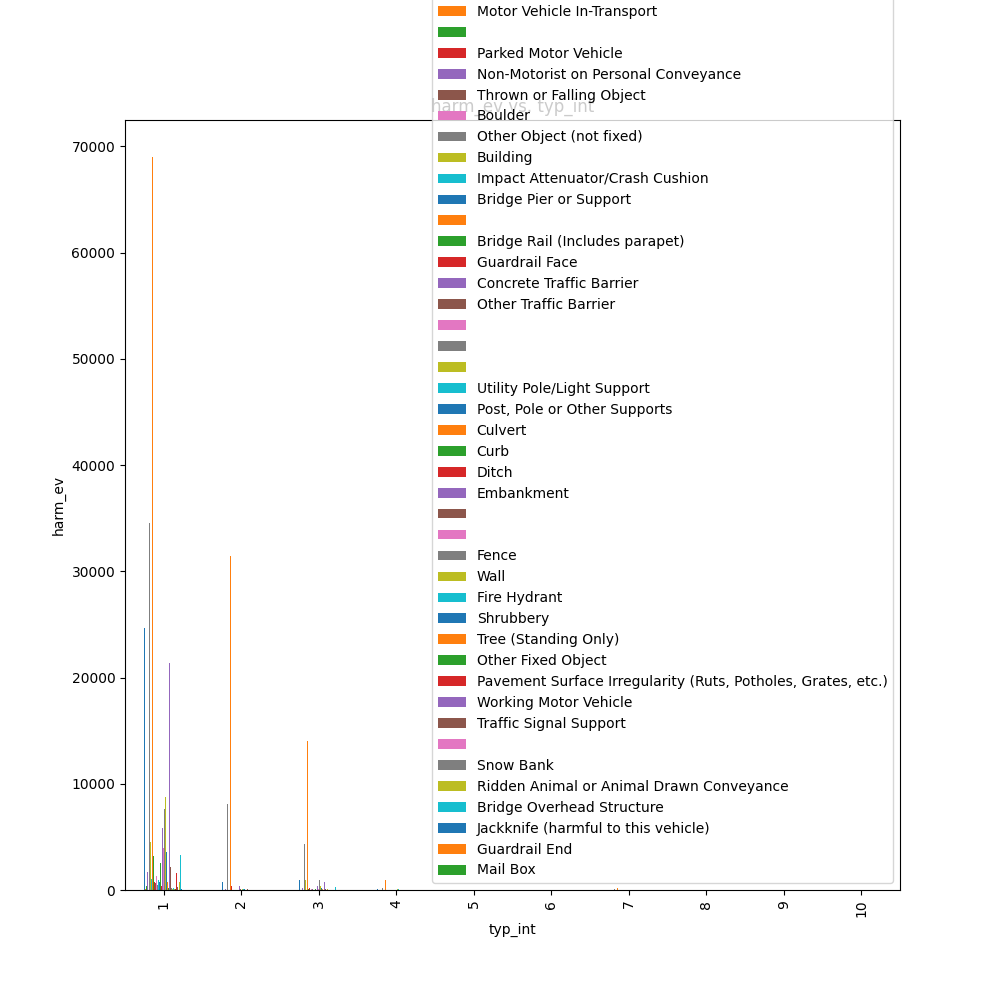 Motor Vehicle In-Transport
Parked Motor Vehicle
Non-Motorist on Personal Conveyance
Thrown or Falling Object
harm_ev vs. typ_int
Boulder
Other Object (not fixed)
Building
Impact Attenuator/Crash Cushion
Bridge Pier or Support
Bridge Rail (Includes parapet)
Guardrail Face
Concrete Traffic Barrier
Other Traffic Barrier
Utility Pole/Light Support
Post, Pole or Other Supports
Culvert
Curb
Ditch
Embankment
Fence
Wall
Fire Hydrant
Shrubbery
Tree (Standing Only)
Other Fixed Object
Pavement Surface Irregularity (Ruts, Potholes, Grates, etc.)
Working Motor Vehicle
Traffic Signal Support
Snow Bank
Ridden Animal or Animal Drawn Conveyance
Bridge Overhead Structure
Jackknife (harmful to this vehicle)
Guardrail End
Mail Box
70000
60000
50000
40000
30000
20000
10000
0
harm_ev
1 2 3 4 5 6 7 8 9 10
typ_int